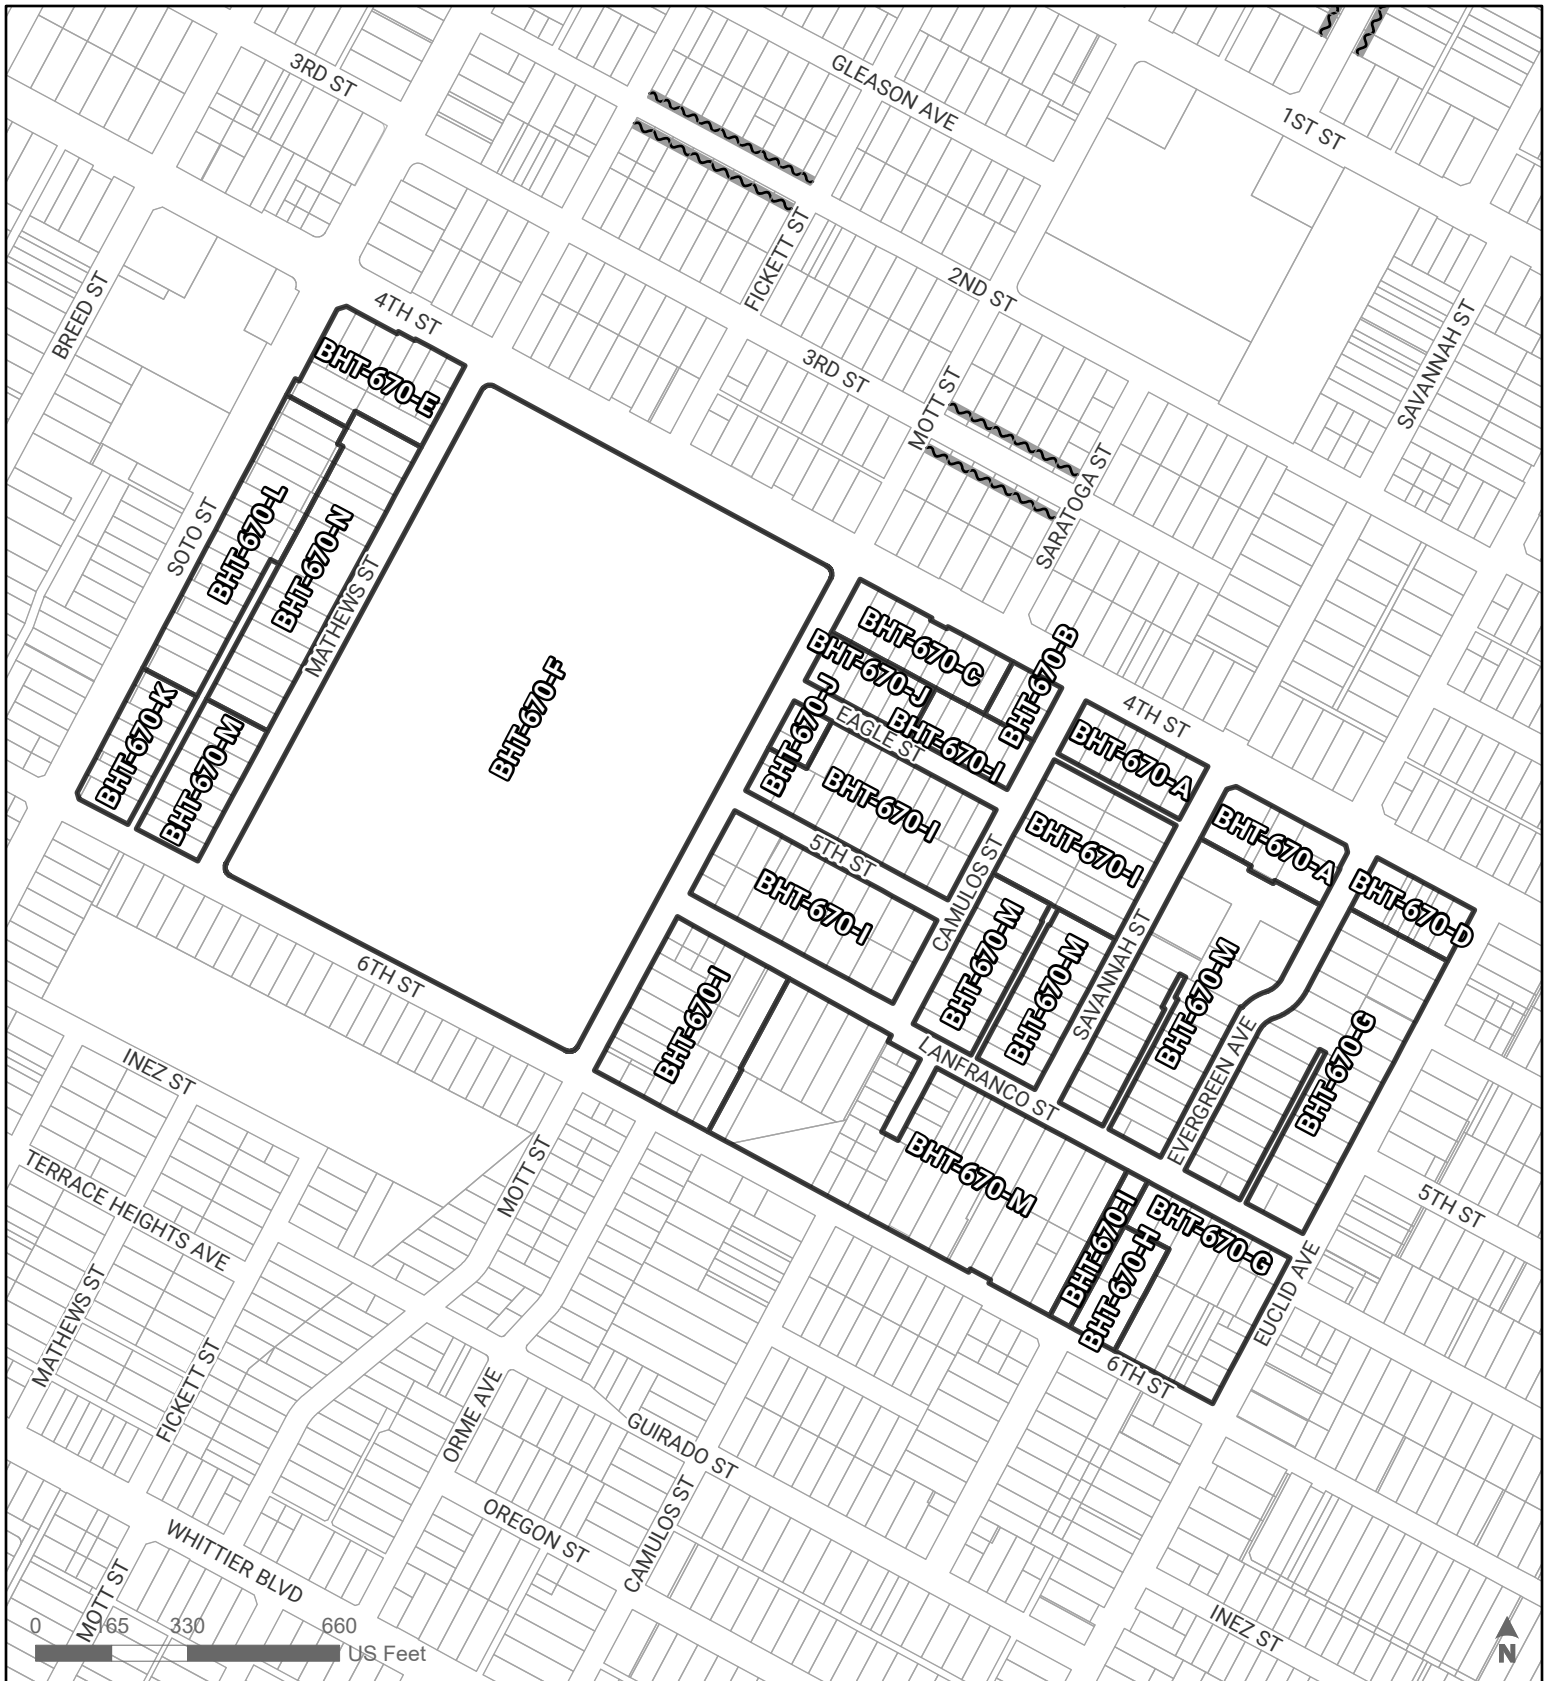 3RD ST
GLEASON AVE
1ST ST
FICKETT ST
2ND ST
BREED ST
4TH ST
SAVANNAH ST
BHT-670-E
3RD ST
MOTT ST
SARATOGA ST
SOTO ST
BHT-670-L
BHT-670-N
MATHEWS ST
BHT-670-F
BHT-670-C
BHT-670-B
BHT-670-J
BHT-670-J
EAGLE ST
BHT-670-I
4TH ST
BHT-670-A
BHT-670-K
BHT-670-M
BHT-670-I
BHT-670-I
BHT-670-A
5TH ST
CAMULOS ST
BHT-670-I
BHT-670-D
BHT-670-M
BHT-670-M
SAVANNAH ST
BHT-670-M
6TH ST
BHT-670-I
LANFRANCO ST
EVERGREEN AVE
BHT-670-G
INEZ ST
MOTT ST
BHT-670-M
TERRACE HEIGHTS AVE
BHT-670-I
BHT-670-H
BHT-670-G
5TH ST
EUCLID AVE
MATHEWS ST
FICKETT ST
6TH ST
ORME AVE
GUIRADO ST
OREGON ST
CAMULOS ST
WHITTIER BLVD
MOTT ST
INEZ ST
0 165 330 660
US Feet
N